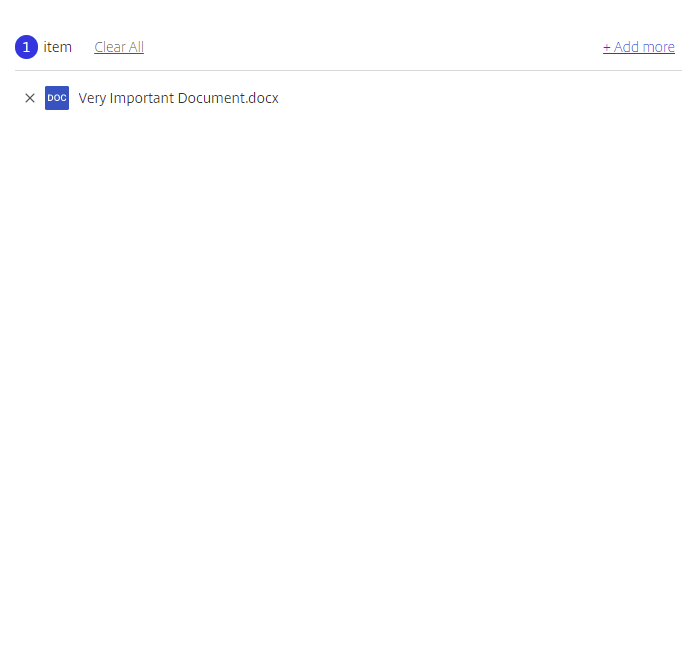 1 item Clear All + Add more
DOC Very Important Document.docx